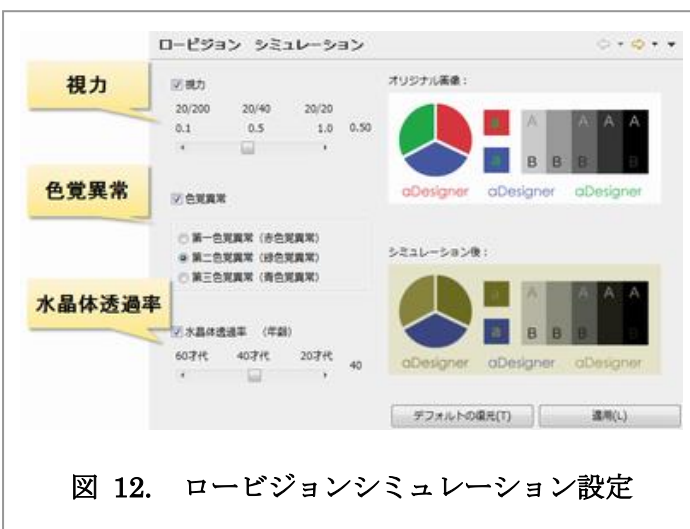 ロービジョン シミュレーション
視力
視力
20/200 20/40 20/20
0.1 0.5 1.0 0.50
色覚異常
色覚異常
第一色覚異常(赤色覚異常)
第二色覚異常(緑色覚異常)
第三色覚異常(青色覚異常)
水晶体透過率
水晶体透過率 (年齢)
60才代 40才代 20才代 40
オリジナル画像:
a A A A A
a B B B B
aDesigner aDesigner aDesigner
シミュレーション後:
a A A A A
a B B B B
aDesigner aDesigner aDesigner
デフォルトの復元(T) 適用(L)
図 12. ロービジョンシミュレーション設定